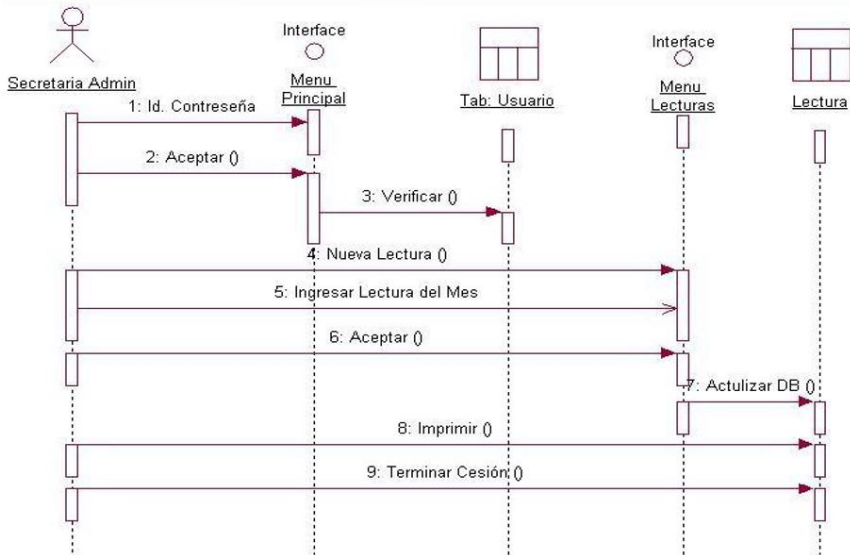 Interface
Interface
Secretaria Admin
Menu
Principal
Tab: Usuario
Menu
Lecturas
Lectura
1: Id. Contreseña
2: Aceptar ()
3: Verificar ()
4: Nueva Lectura ()
5: Ingresar Lectura del Mes
6: Aceptar ()
7: Actulizar DB ()
8: Imprimir ()
9: Terminar Cesión ()